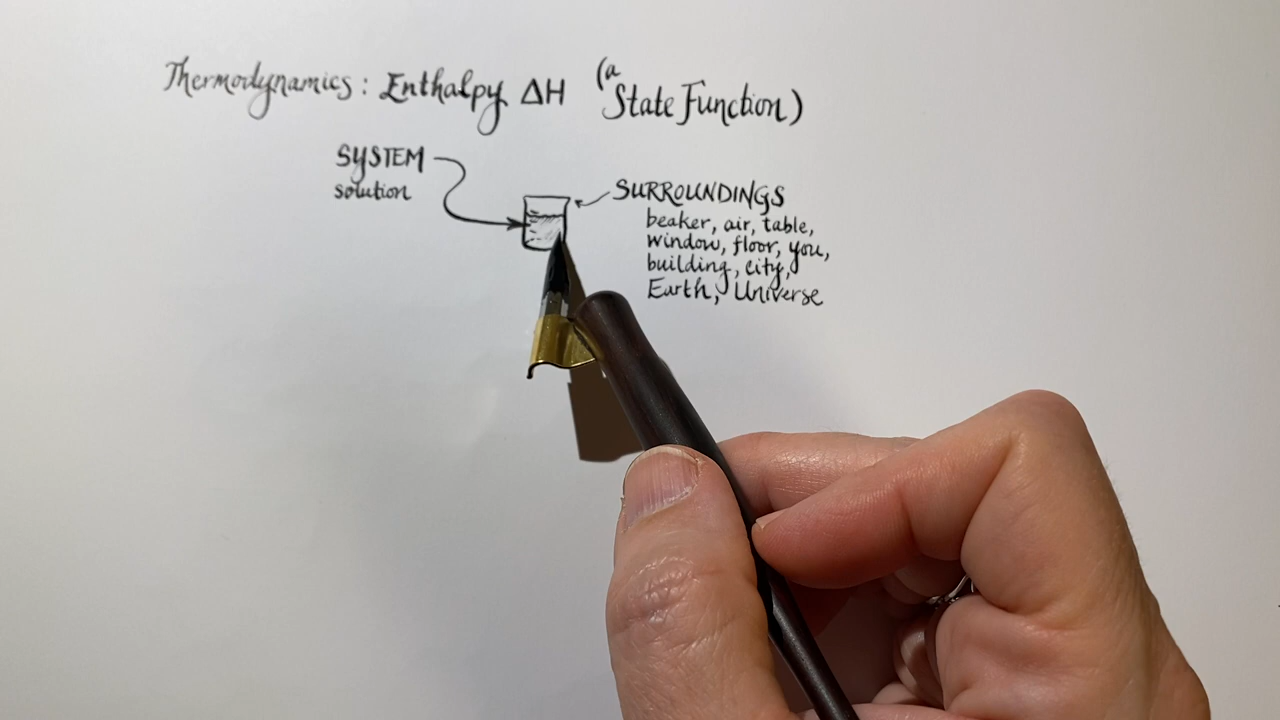 Thermodynamics: Enthalpy ΔH (a State Function)
SYSTEM
solution
SURROUNDINGS
beaker, air, table,
window, floor, you,
building, city,
Earth, Universe